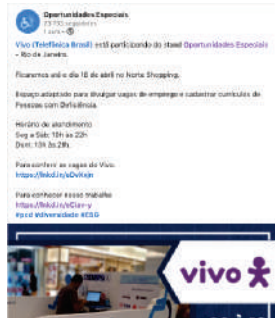 Oportunidades Especiais
Vivo (Telefônica Brasil) está participando do stand Oportunidades Especiais
- Rio de Janeiro.
Ficaremos até o dia 18 de abril no Norte Shopping.
Espaço adaptado para divulgar vagas de emprego e cadastrar currículos de
Pessoas com Deficiência.
Horário de atendimento
Seg a Sáb: 10h às 22h
Dom: 13h às 21h.
Para conferir as vagas da Vivo:
Para conhecer nosso trabalho
#pcd #diversidade #ESG
vivo